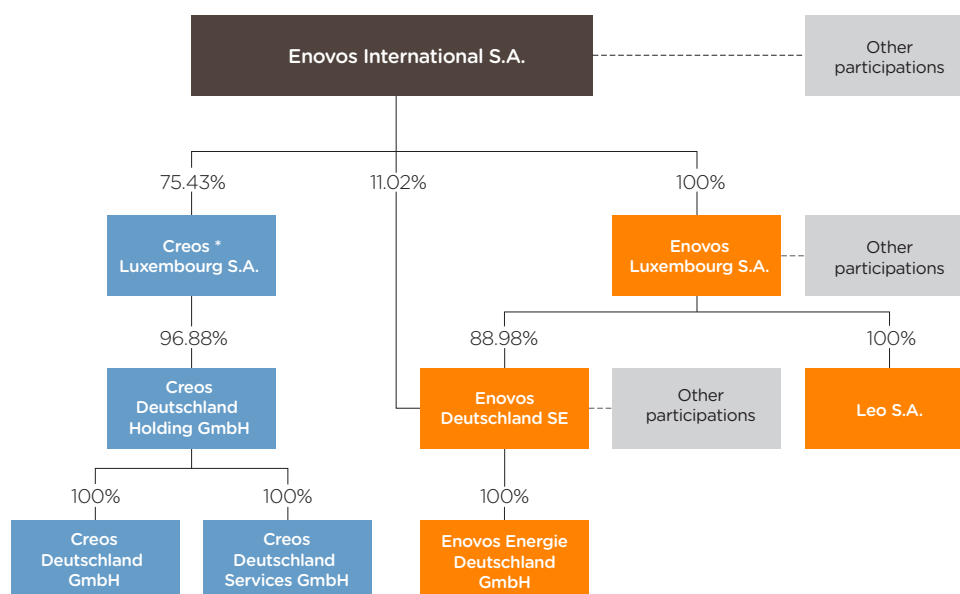 Enovos International S.A.
Other
participations
75.43%
11.02%
100%
Creos *
Luxembourg S.A.
Enovos
Luxembourg S.A.
Other
participations
96.88%
88.98%
100%
Creos
Deutschland
Holding GmbH
Enovos
Deutschland SE
Other
participations
Leo S.A.
100%
100%
100%
Creos
Deutschland
GmbH
Creos
Deutschland
Services GmbH
Enovos Energie
Deutschland
GmbH